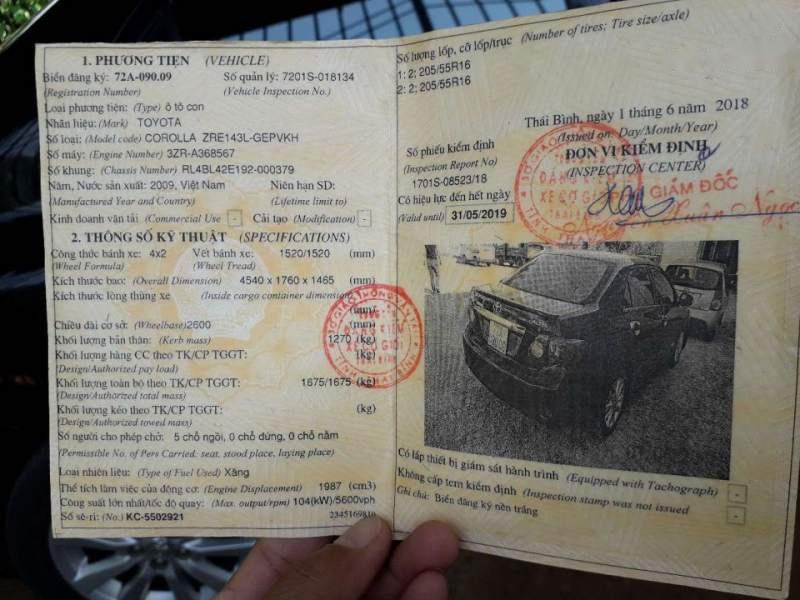 1. PHƯƠNG TIỆN (VEHICLE)
Biển đăng ký: 72A-090.09 Số quản lý: 7201S-018134
(Registration Number) (Vehicle Inspection No.)
Loại phương tiện: (Type) ô tô con
Nhãn hiệu: (Mark) TOYOTA
Số loại: (Model code) COROLLA ZRE143L-GEPVKH
Số máy: (Engine Number) 3ZR-A368567
Số khung: (Chassis Number) RL4BL42E192-000379
Năm, Nước sản xuất: 2009, Việt Nam Niên hạn SD:
(Manufactured Year and Country) (Lifetime limit to)
Kinh doanh vận tải (Commercial Use - ) Cải tạo (Modification) -
2. THÔNG SỐ KỸ THUẬT (SPECIFICATIONS)
Công thức bánh xe: 4x2 Vết bánh xe: 1520/1520 (mm)
(Wheel Formula) (Wheel Tread)
Kích thước bao: (Overall Dimension) 4540 x 1760 x 1465 (mm)
Kích thước lòng thùng xe (Inside cargo container dimension)
(mm)
Chiều dài cơ sở: (Wheelbase) 2600 (mm)
Khối lượng bản thân: (Kerb mass) 1270 (kg)
Khối lượng hàng CC theo TK/CP TGGT: (kg)
(Design/Authorized pay load)
Khối lượng toàn bộ theo TK/CP TGGT: 1675/1675 (kg)
(Design/Authorized total mass)
Khối lượng kéo theo TK/CP TGGT: (kg)
(Design/Authorized towed mass)
Số người cho phép chở: 5 chỗ ngồi, 0 chỗ đứng, 0 chỗ nằm
(Permissible No. of Pers Carried: seat, stood place, laying place)
Loại nhiên liệu: (Type of Fuel Used) Xăng
Thể tích làm việc của động cơ: (Engine Displacement) 1987 (cm3)
Công suất lớn nhất/tốc độ quay: (Max. output/rpm) 104(kW)/5600vph
Số sê-ri: (No.) KC-5502921 2345169810
Số lượng lốp, cỡ lốp/trục (Number of tires; Tire size/axle)
1: 2; 205/55R16
2: 2; 205/55R16
Thái Bình, ngày 1 tháng 6 năm 2018
(Issued on: Day/Month/Year)
Số phiếu kiểm định ĐƠN VỊ KIỂM ĐỊNH
(Inspection Report No) (INSPECTION CENTER)
1701S-08523/18
GIÁM ĐỐC
Có hiệu lực đến hết ngày
(Valid until) 31/05/2019
Xuân Ngọc
Có lắp thiết bị giám sát hành trình (Equipped with Tachograph) -
Không cấp tem kiểm định (Inspection stamp was not issued) -
Ghi chú: Biển đăng ký nền trắng